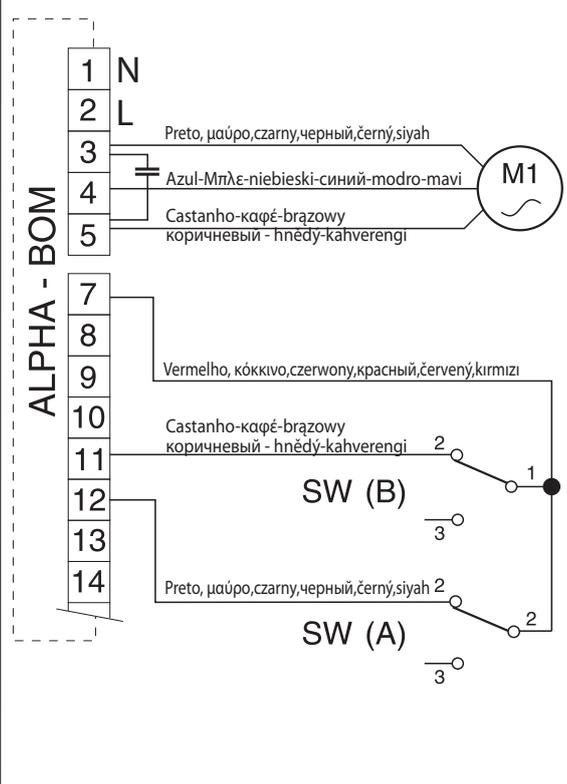 ALPHA - BOM
1 N
2 L
3
4
5
Preto, μαύρο,czarny,черный,černý,siyah
Azul-Μπλε-niebieski-синий-modro-mavi
Castanho-καφέ-brązowy
коричневый - hnědý-kahverengi
M1
7
8
9
10
11
12
13
14
Vermelho, κόκκινο,czerwony,красный,červený,kırmızı
Castanho-καφέ-brązowy
коричневый - hnědý-kahverengi
2
1
SW (B)
3
Preto, μαύρο,czarny,черный,černý,siyah
2
2
SW (A)
3